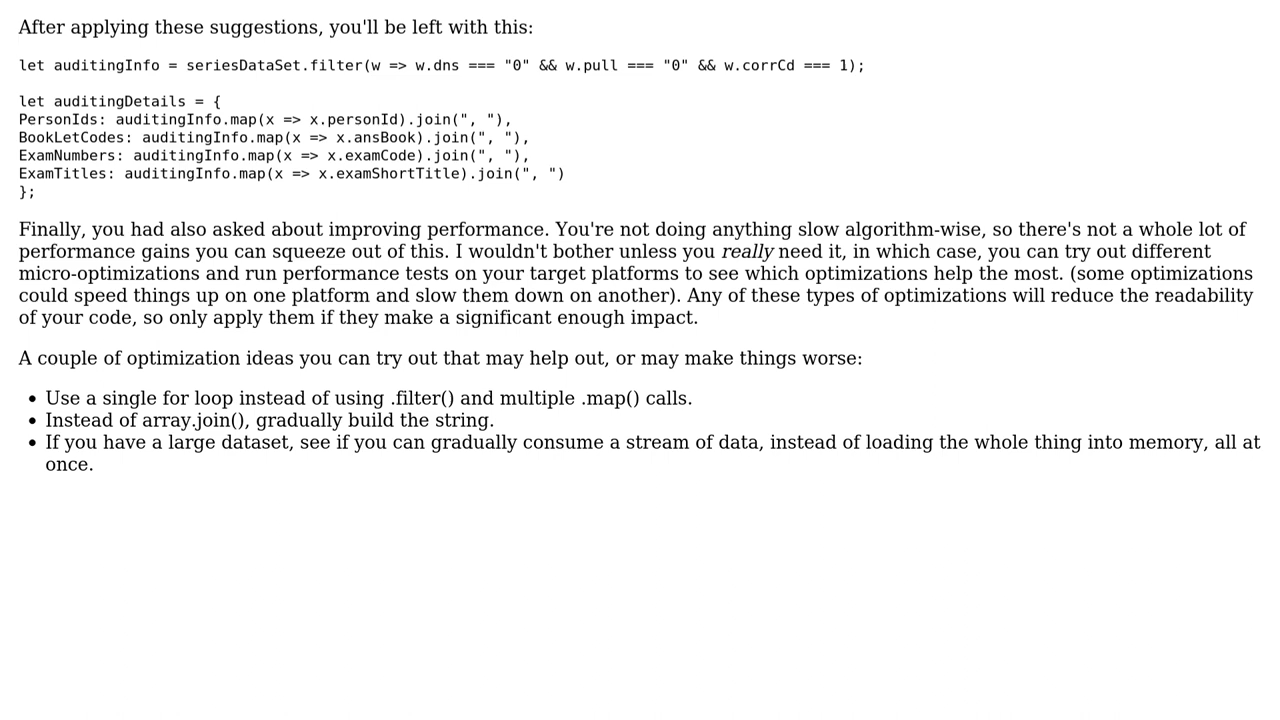 After applying these suggestions, you'll be left with this:
let auditingInfo = seriesDataSet.filter(w => w.dns === "0" && w.pull === "0" && w.corrCd === 1);
let auditingDetails = {
PersonIds: auditingInfo.map(x => x.personId).join(", "),
BookLetCodes: auditingInfo.map(x => x.ansBook).join(", "),
ExamNumbers: auditingInfo.map(x => x.examCode).join(", "),
ExamTitles: auditingInfo.map(x => x.examShortTitle).join(", ")
};
Finally, you had also asked about improving performance. You're not doing anything slow algorithm-wise, so there's not a whole lot of
performance gains you can squeeze out of this. I wouldn't bother unless you really need it, in which case, you can try out different
micro-optimizations and run performance tests on your target platforms to see which optimizations help the most. (some optimizations
could speed things up on one platform and slow them down on another). Any of these types of optimizations will reduce the readability
of your code, so only apply them if they make a significant enough impact.
A couple of optimization ideas you can try out that may help out, or may make things worse:
• Use a single for loop instead of using .filter() and multiple .map() calls.
• Instead of array.join(), gradually build the string.
• If you have a large dataset, see if you can gradually consume a stream of data, instead of loading the whole thing into memory, all at
once.